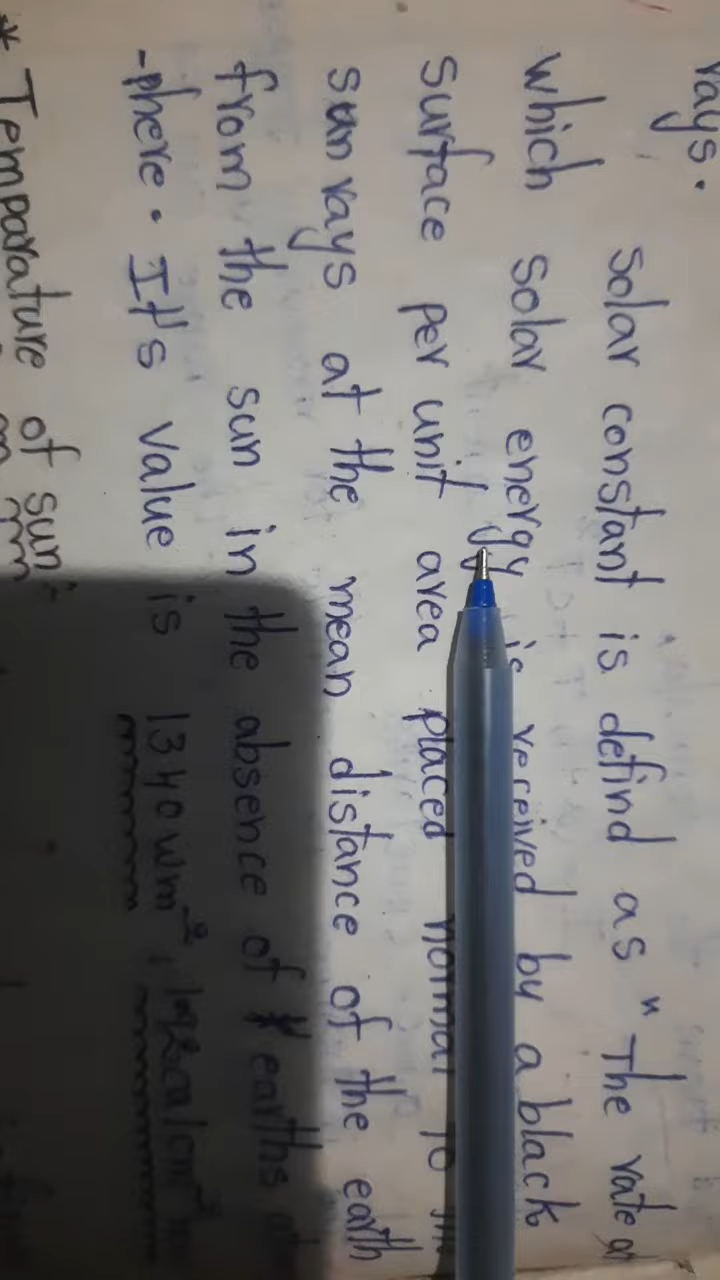 rays.
Solar constant is defind as " The rate at
which solar energy is received by a black
surface per unit area placed normal to the
sun rays at the mean distance of the earth
from the sun in the absence of earths
-phere. It's value is 1340 wm⁻²,
* Temparature of sun: